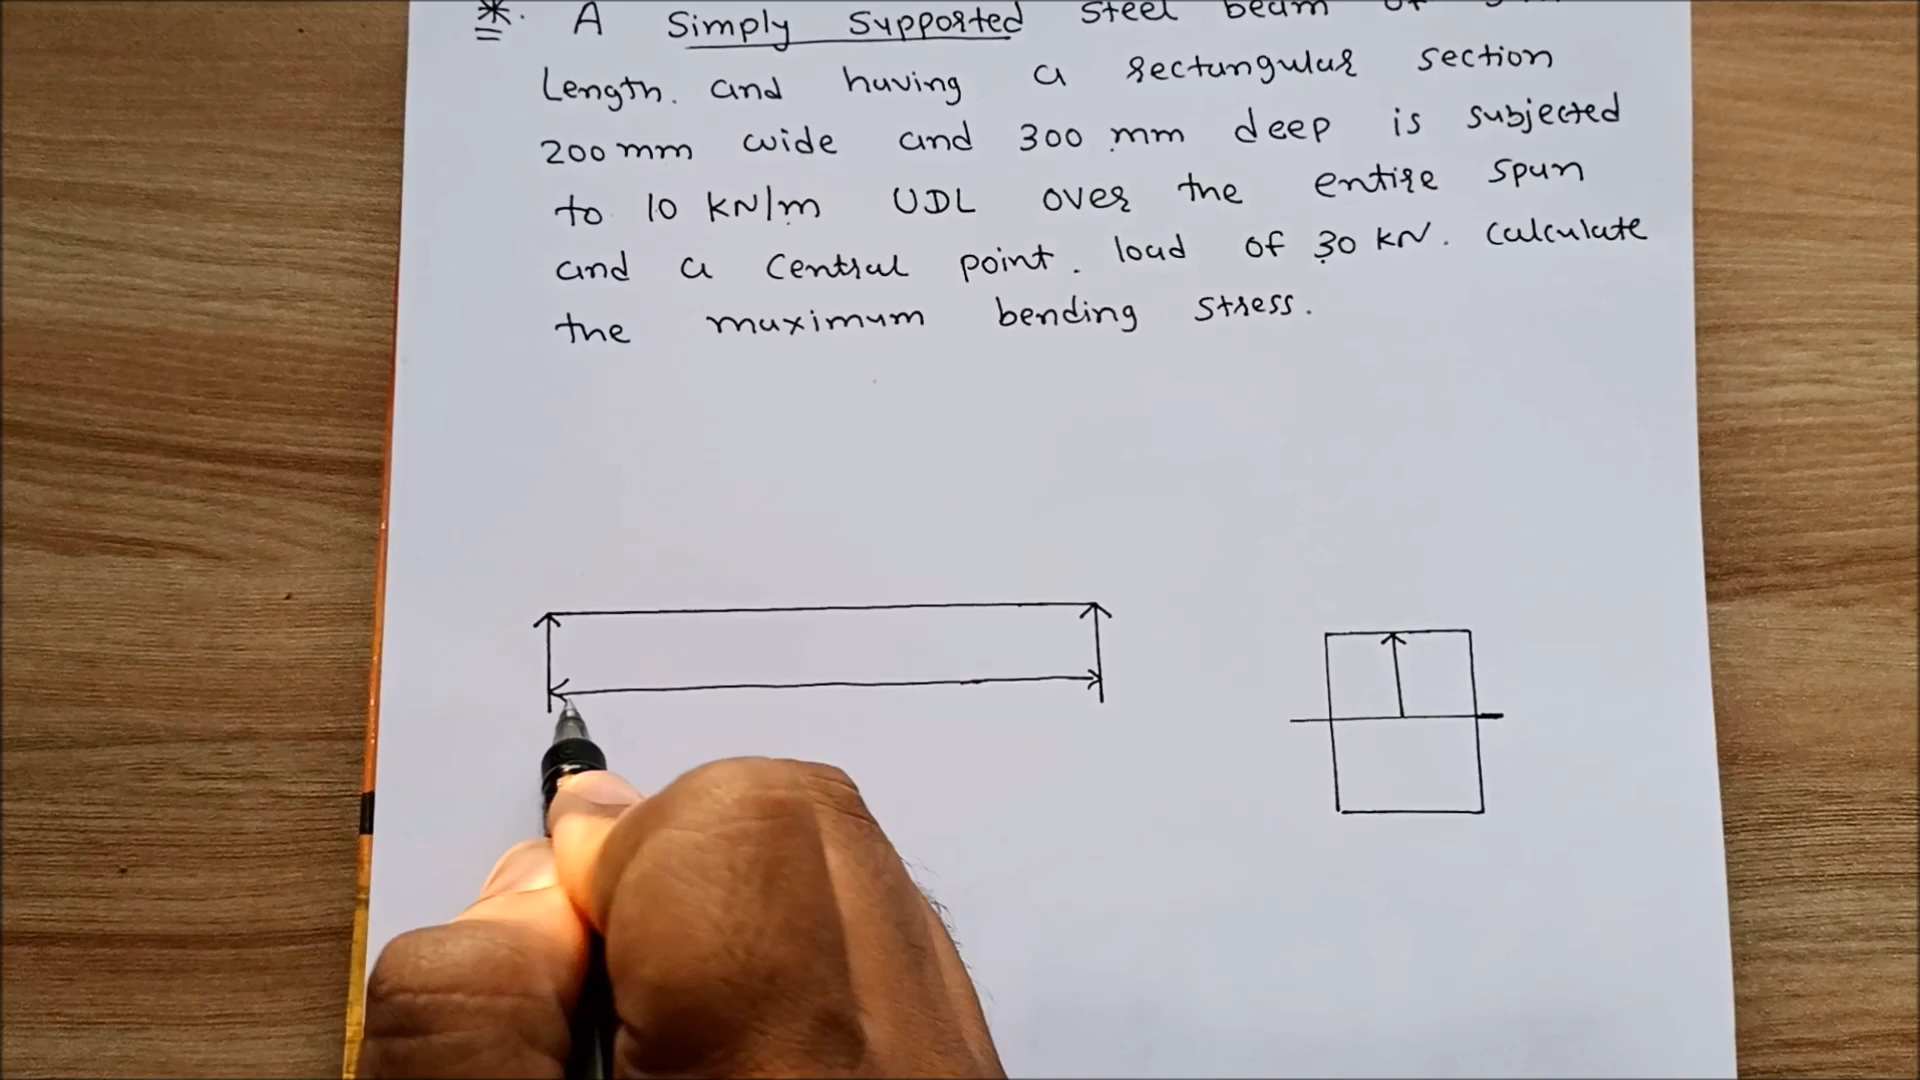 *. A Simply Supported Steel beam of
Length. and having a rectangular section
200 mm wide and 300 mm deep is subjected
to 10 KN/m UDL over the entire span
and a central point. load of 30 KN. Calculate
the maximum bending stress.